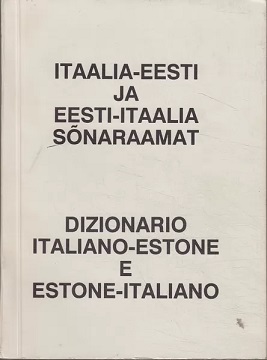 ITAALIA-EESTI
JA
EESTI-ITAALIA
SÕNARAAMAT
DIZIONARIO
ITALIANO-ESTONE
E
ESTONE-ITALIANO